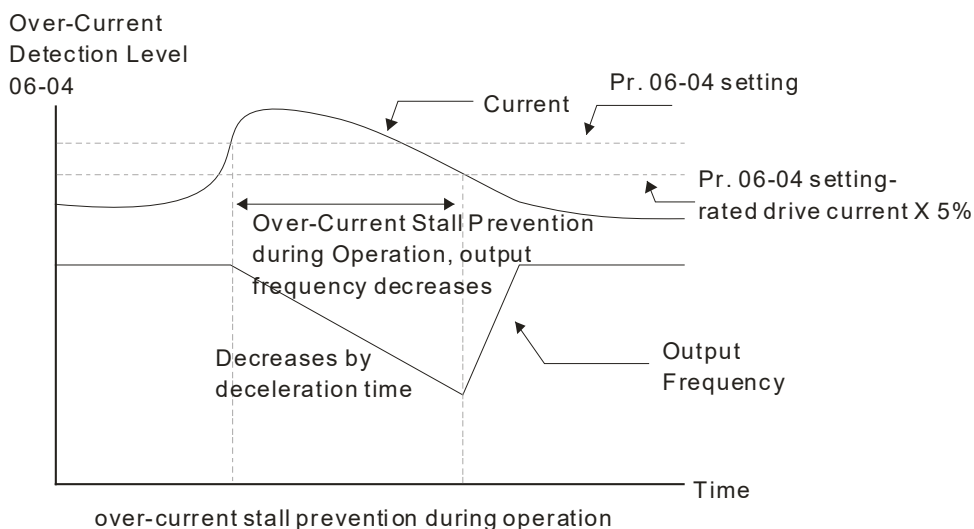 Over-Current
Detection Level
06-04
Pr. 06-04 setting
Current
Pr. 06-04 setting-
rated drive current X 5%
Over-Current Stall Prevention
during Operation, output
frequency decreases
Decreases by
deceleration time
Output
Frequency
Time
over-current stall prevention during operation